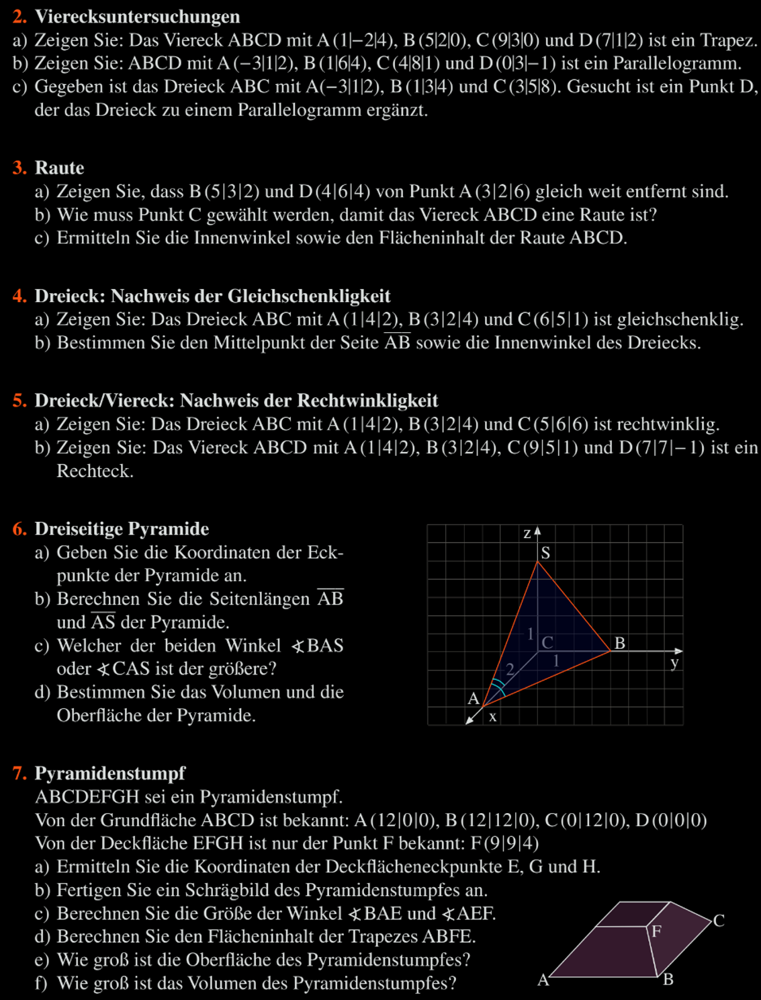 2. Vierecksuntersuchungen
a) Zeigen Sie: Das Viereck ABCD mit A(1|−2|4), B(5|2|0), C(9|3|0) und D(7|1|2) ist ein Trapez.
b) Zeigen Sie: ABCD mit A(−3|1|2), B(1|6|4), C(4|8|1) und D(0|3|−1) ist ein Parallelogramm.
c) Gegeben ist das Dreieck ABC mit A(−3|1|2), B(1|3|4) und C(3|5|8). Gesucht ist ein Punkt D,
der das Dreieck zu einem Parallelogramm ergänzt.
3. Raute
a) Zeigen Sie, dass B(5|3|2) und D(4|6|4) von Punkt A(3|2|6) gleich weit entfernt sind.
b) Wie muss Punkt C gewählt werden, damit das Viereck ABCD eine Raute ist?
c) Ermitteln Sie die Innenwinkel sowie den Flächeninhalt der Raute ABCD.
4. Dreieck: Nachweis der Gleichschenkligkeit
a) Zeigen Sie: Das Dreieck ABC mit A(1|4|2), B(3|2|4) und C(6|5|1) ist gleichschenklig.
b) Bestimmen Sie den Mittelpunkt der Seite A̅B̅ sowie die Innenwinkel des Dreiecks.
5. Dreieck/Viereck: Nachweis der Rechtwinkligkeit
a) Zeigen Sie: Das Dreieck ABC mit A(1|4|2), B(3|2|4) und C(5|6|6) ist rechtwinklig.
b) Zeigen Sie: Das Viereck ABCD mit A(1|4|2), B(3|2|4), C(9|5|1) und D(7|7|−1) ist ein
Rechteck.
6. Dreiseitige Pyramide
a) Geben Sie die Koordinaten der Eck-
punkte der Pyramide an.
b) Berechnen Sie die Seitenlängen A̅B̅
und A̅S̅ der Pyramide.
c) Welcher der beiden Winkel ∢BAS
oder ∢CAS ist der größere?
d) Bestimmen Sie das Volumen und die
Oberfläche der Pyramide.
z
S
1
C
B
1
y
2
A
x
7. Pyramidenstumpf
ABCDEFGH sei ein Pyramidenstumpf.
Von der Grundfläche ABCD ist bekannt: A(12|0|0), B(12|12|0), C(0|12|0), D(0|0|0)
Von der Deckfläche EFGH ist nur der Punkt F bekannt: F(9|9|4)
a) Ermitteln Sie die Koordinaten der Deckflächeneckpunkte E, G und H.
b) Fertigen Sie ein Schrägbild des Pyramidenstumpfes an.
c) Berechnen Sie die Größe der Winkel ∢BAE und ∢AEF.
d) Berechnen Sie den Flächeninhalt der Trapezes ABFE.
e) Wie groß ist die Oberfläche des Pyramidenstumpfes?
f) Wie groß ist das Volumen des Pyramidenstumpfes?
C
F
A
B